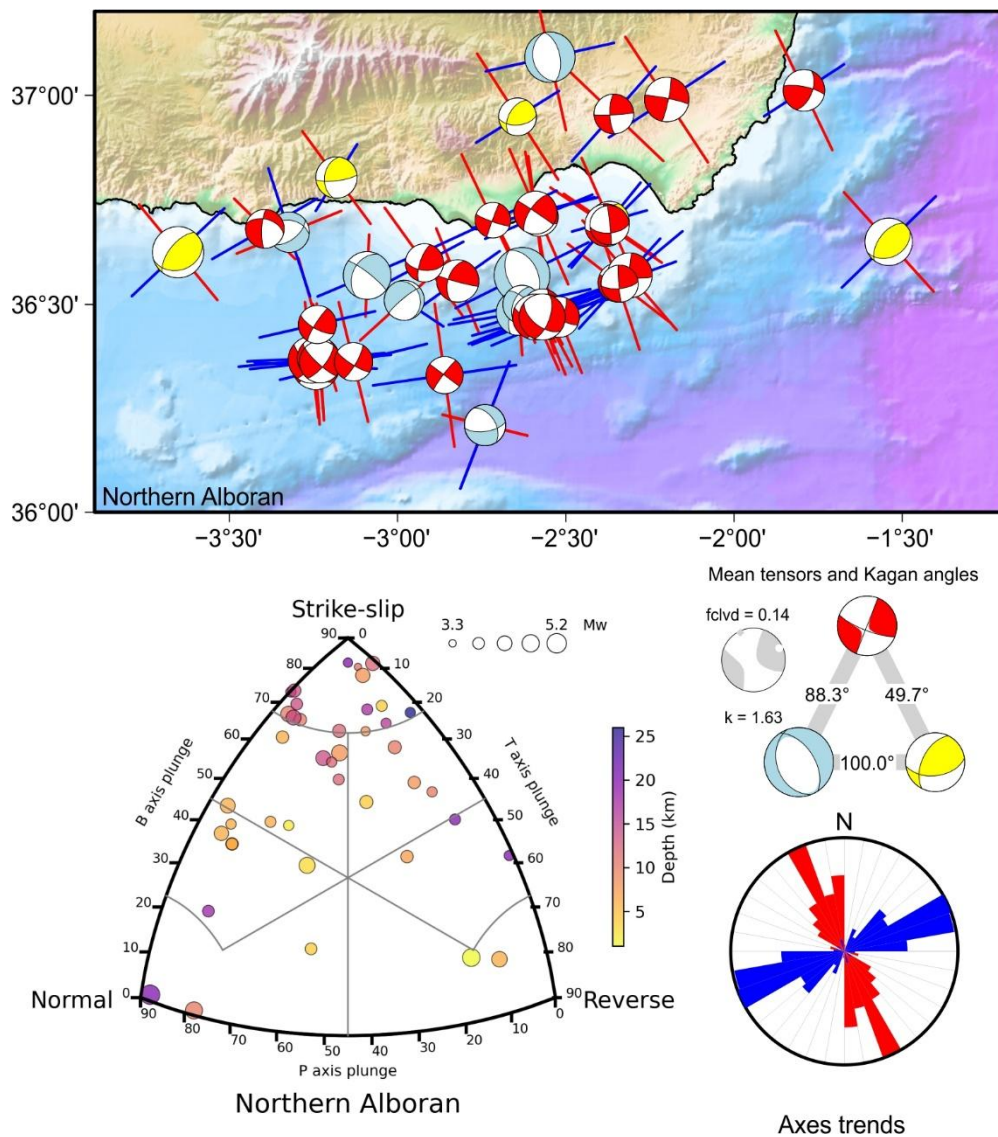 37°00'
36°30'
36°00'
Northern Alboran
−3°30'
−3°00'
−2°30'
−2°00'
−1°30'
Mean tensors and Kagan angles
fclvd = 0.14
88.3°
49.7°
k = 1.63
100.0°
Strike-slip
3.3 5.2 Mw
90 0
80 10
70 20
60 30
50 40
40 50
30 60
20 70
10 80
0 90
B axis plunge
T axis plunge
Normal
Reverse
90 80 70 60 50 40 30 20 10 0
P axis plunge
Northern Alboran
25
20
15
10
5
Depth (km)
N
Axes trends